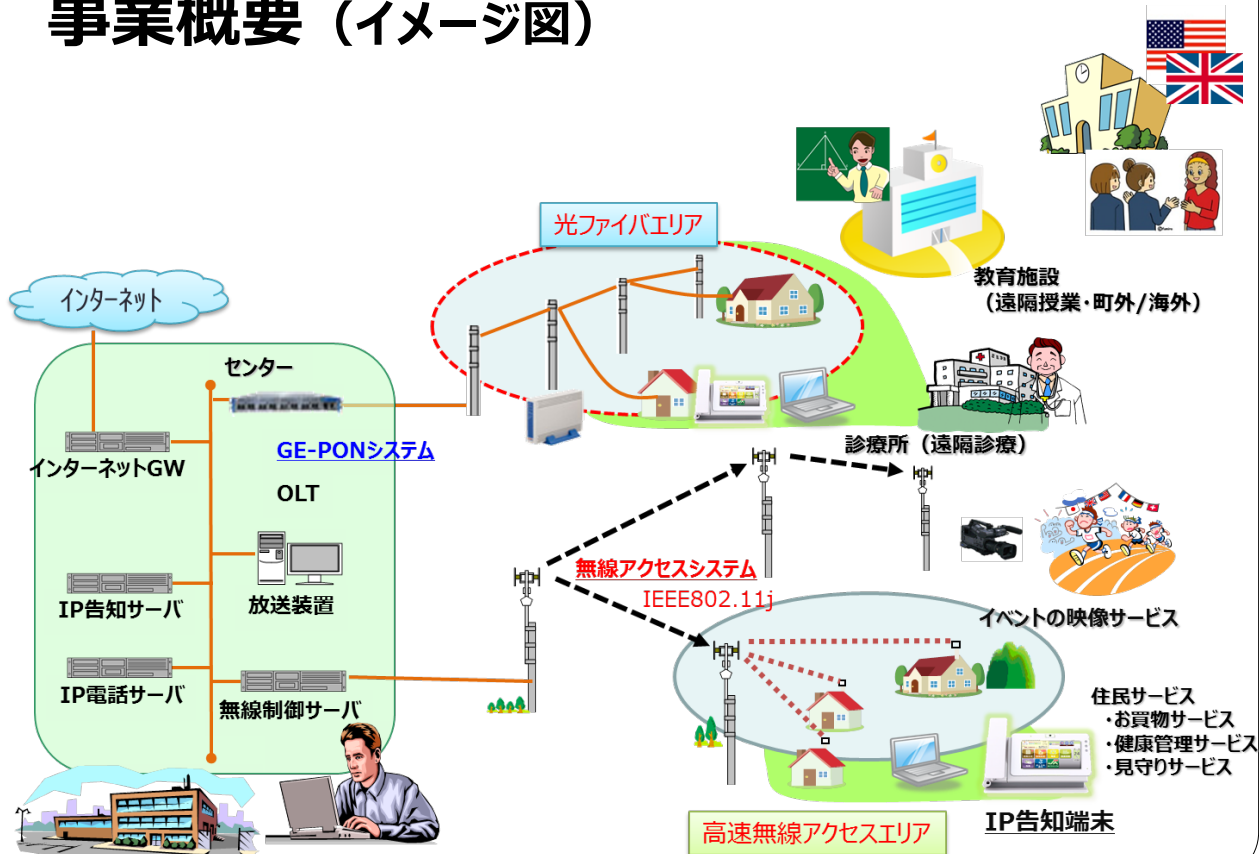 事業概要（イメージ図）
光ファイバエリア
教育施設
（遠隔授業・町外/海外）
インターネット
センター
GE-PONシステム
インターネットGW
OLT
診療所（遠隔診療）
無線アクセスシステム
IEEE802.11j
IP告知サーバ
放送装置
イベントの映像サービス
IP電話サーバ
無線制御サーバ
住民サービス
・お買物サービス
・健康管理サービス
・見守りサービス
IP告知端末
高速無線アクセスエリア